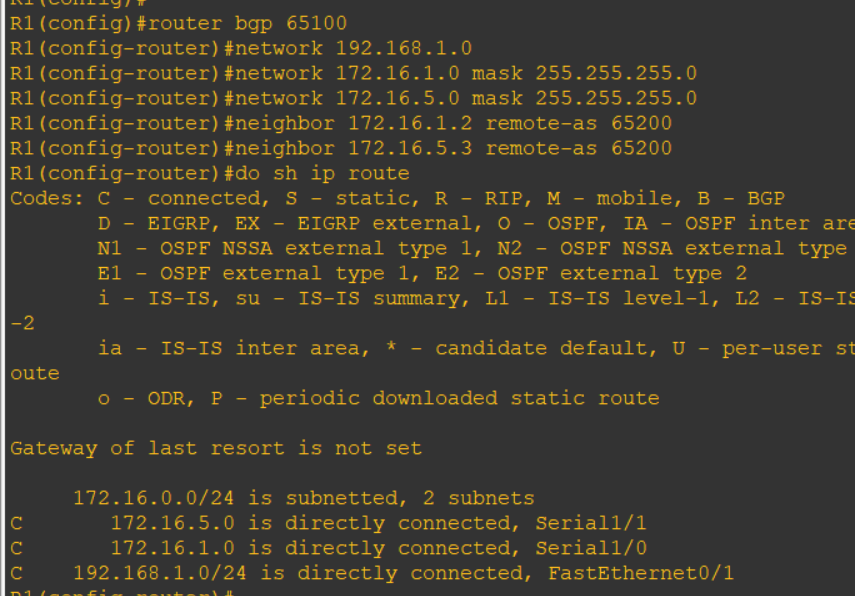 R1(config)#
R1(config)#router bgp 65100
R1(config-router)#network 192.168.1.0
R1(config-router)#network 172.16.1.0 mask 255.255.255.0
R1(config-router)#network 172.16.5.0 mask 255.255.255.0
R1(config-router)#neighbor 172.16.1.2 remote-as 65200
R1(config-router)#neighbor 172.16.5.3 remote-as 65200
R1(config-router)#do sh ip route
Codes: C - connected, S - static, R - RIP, M - mobile, B - BGP
       D - EIGRP, EX - EIGRP external, O - OSPF, IA - OSPF inter are
       N1 - OSPF NSSA external type 1, N2 - OSPF NSSA external type
       E1 - OSPF external type 1, E2 - OSPF external type 2
       i - IS-IS, su - IS-IS summary, L1 - IS-IS level-1, L2 - IS-IS
-2
       ia - IS-IS inter area, * - candidate default, U - per-user st
oute
       o - ODR, P - periodic downloaded static route
Gateway of last resort is not set
     172.16.0.0/24 is subnetted, 2 subnets
C       172.16.5.0 is directly connected, Serial1/1
C       172.16.1.0 is directly connected, Serial1/0
C    192.168.1.0/24 is directly connected, FastEthernet0/1
R1(config-router)#